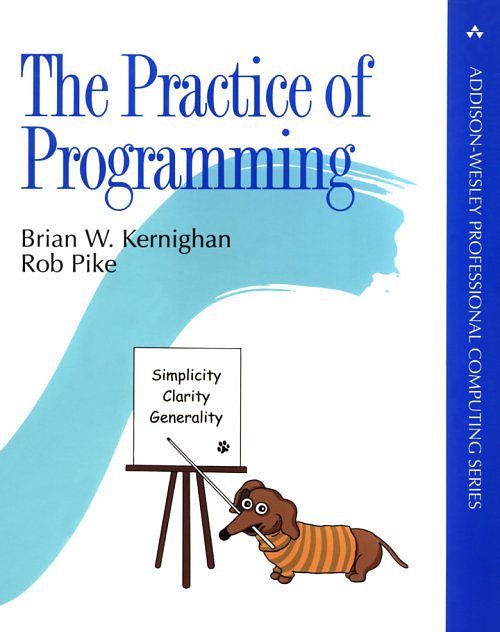 The Practice of
Programming
Brian W. Kernighan
Rob Pike
Simplicity
Clarity
Generality
ADDISON-WESLEY PROFESSIONAL COMPUTING SERIES